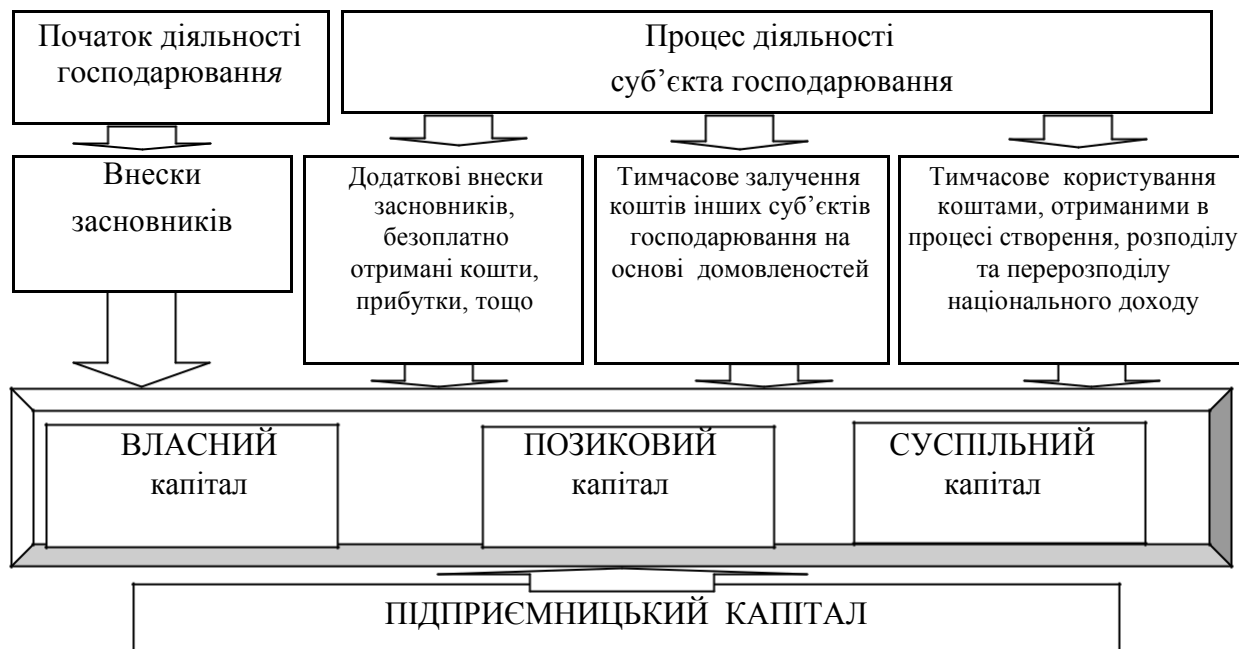 Початок діяльності
господарювання
Процес діяльності
суб’єкта господарювання
Внески
засновників
Додаткові внески
засновників,
безоплатно
отримані кошти,
прибутки, тощо
Тимчасове залучення
коштів інших суб’єктів
господарювання на
основі домовленостей
Тимчасове користування
коштами, отриманими в
процесі створення, розподілу
та перерозподілу
національного доходу
ВЛАСНИЙ
капітал
ПОЗИКОВИЙ
капітал
СУСПІЛЬНИЙ
капітал
ПІДПРИЄМНИЦЬКИЙ КАПІТАЛ